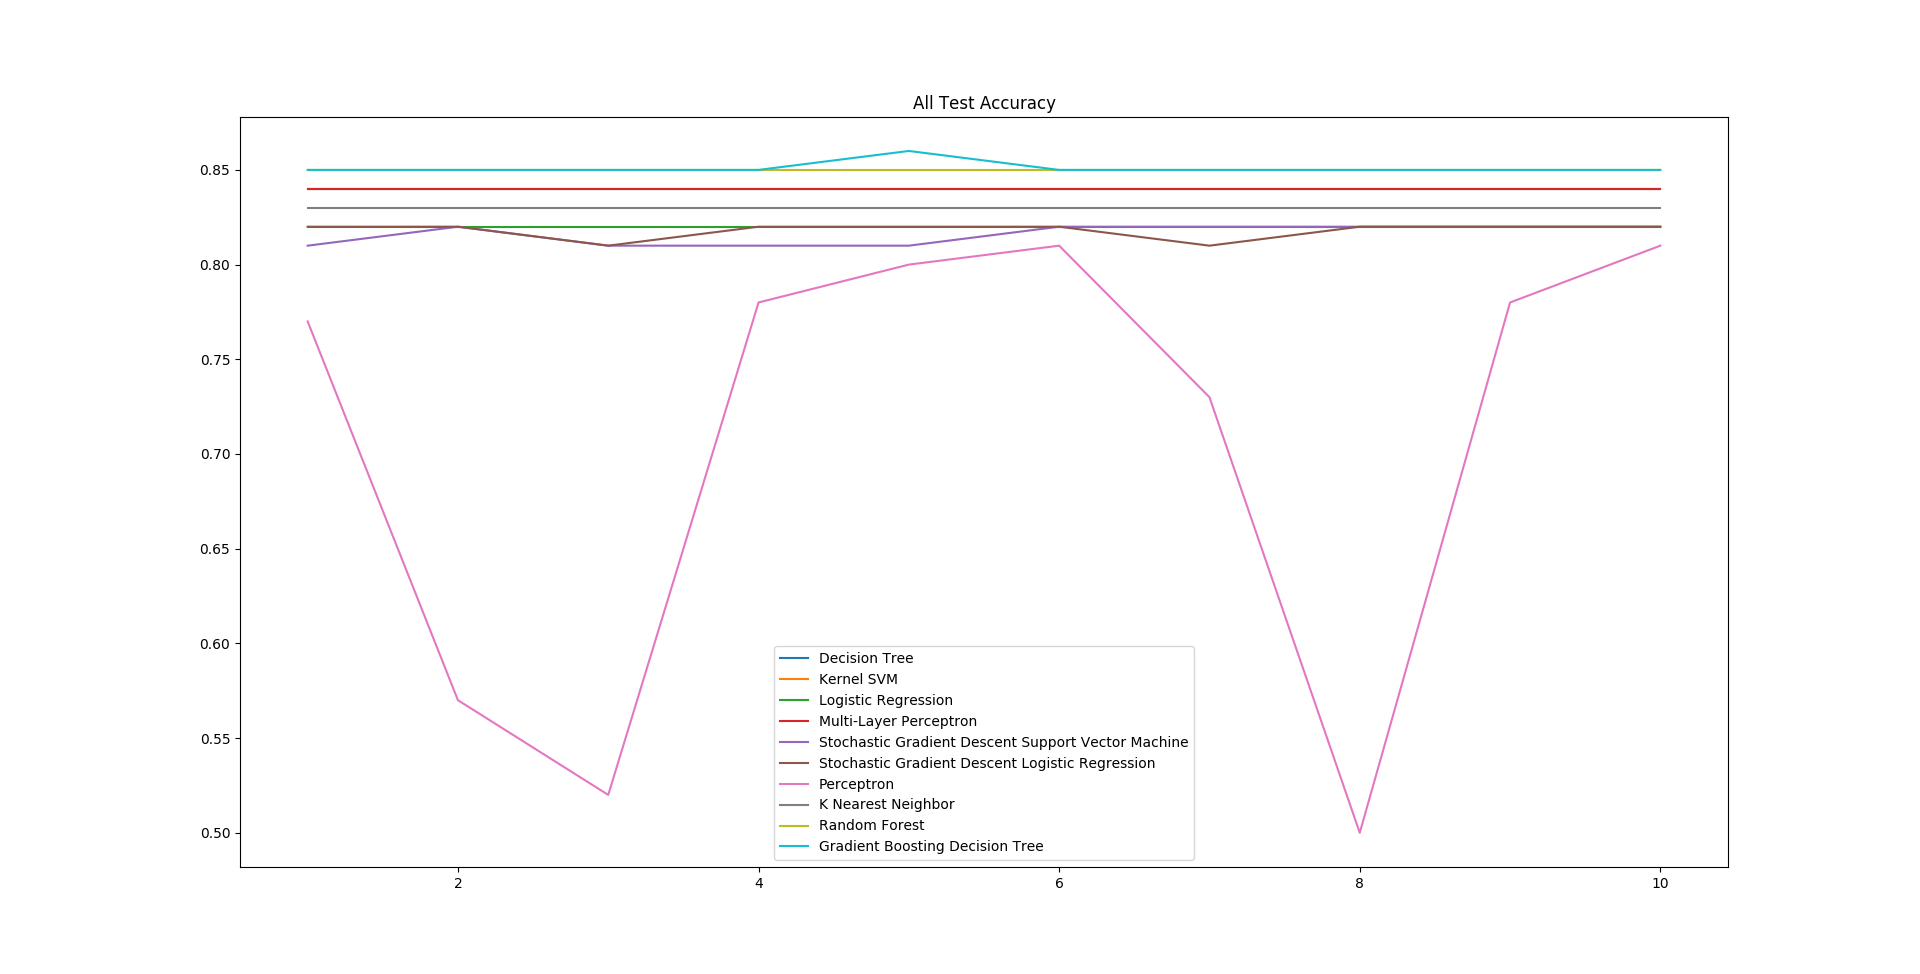 All Test Accuracy
0.85
0.80
0.75
0.70
0.65
0.60
0.55
0.50
Decision Tree
Kernel SVM
Logistic Regression
Multi-Layer Perceptron
Stochastic Gradient Descent Support Vector Machine
Stochastic Gradient Descent Logistic Regression
Perceptron
K Nearest Neighbor
Random Forest
Gradient Boosting Decision Tree
2 4 6 8 10